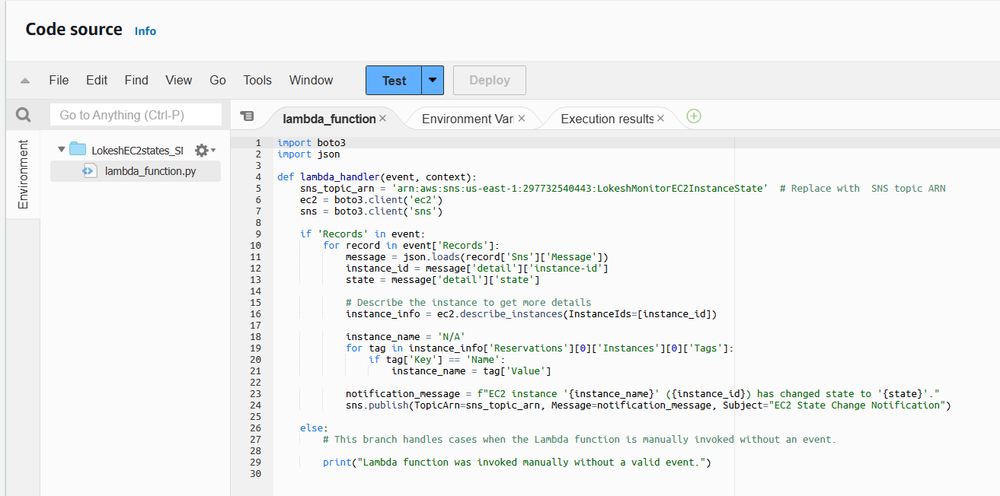 Code source Info
File Edit Find View Go Tools Window Test Deploy
Go to Anything (Ctrl-P)
lambda_function Environment Var Execution results
Environment
LokeshEC2states_SI
lambda_function.py
1 import boto3
2 import json
3
4 def lambda_handler(event, context):
5     sns_topic_arn = 'arn:aws:sns:us-east-1:297732540443:LokeshMonitorEC2InstanceState'  # Replace with  SNS topic ARN
6     ec2 = boto3.client('ec2')
7     sns = boto3.client('sns')
8
9     if 'Records' in event:
10         for record in event['Records']:
11             message = json.loads(record['Sns']['Message'])
12             instance_id = message['detail']['instance-id']
13             state = message['detail']['state']
14
15             # Describe the instance to get more details
16             instance_info = ec2.describe_instances(InstanceIds=[instance_id])
17
18             instance_name = 'N/A'
19             for tag in instance_info['Reservations'][0]['Instances'][0]['Tags']:
20                 if tag['Key'] == 'Name':
21                     instance_name = tag['Value']
22
23             notification_message = f"EC2 instance '{instance_name}' ({instance_id}) has changed state to '{state}'."
24             sns.publish(TopicArn=sns_topic_arn, Message=notification_message, Subject="EC2 State Change Notification")
25
26     else:
27         # This branch handles cases when the Lambda function is manually invoked without an event.
28
29         print("Lambda function was invoked manually without a valid event.")
30